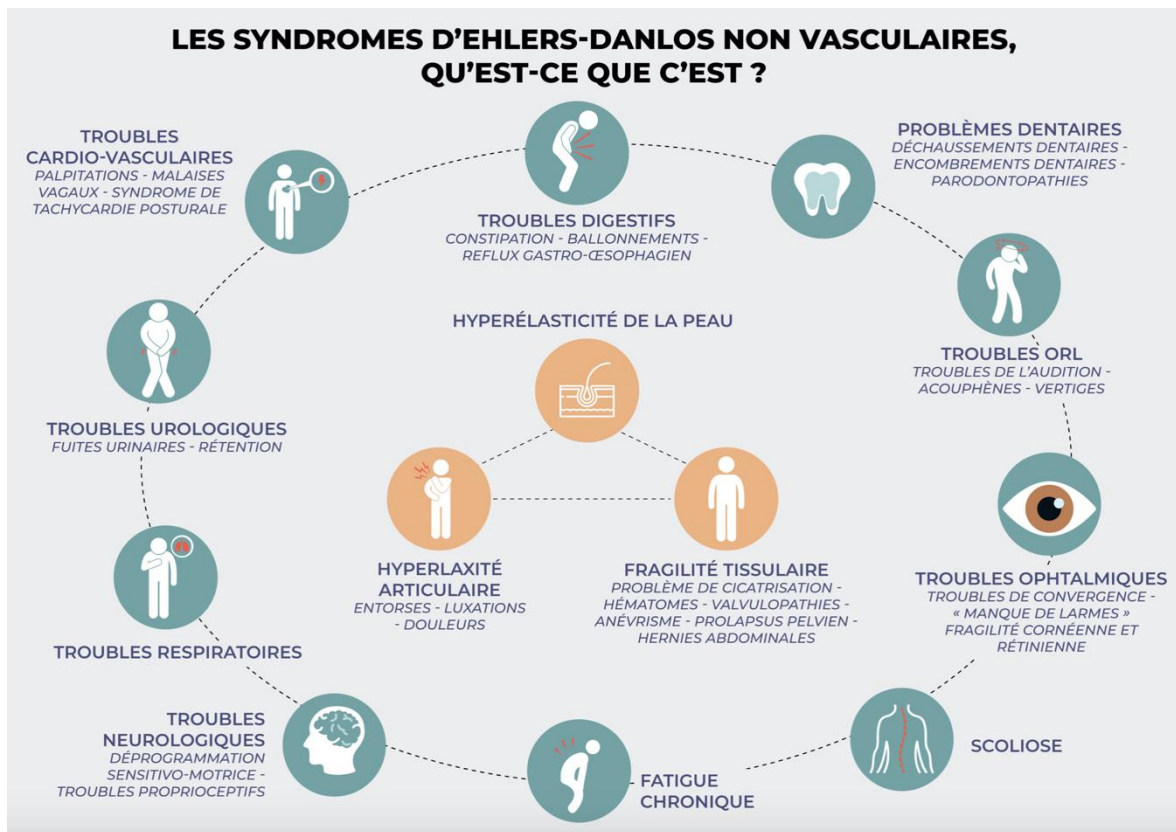 LES SYNDROMES D'EHLERS-DANLOS NON VASCULAIRES,
QU'EST-CE QUE C'EST ?
TROUBLES
CARDIO-VASCULAIRES
PALPITATIONS - MALAISES
VAGAUX - SYNDROME DE
TACHYCARDIE POSTURALE
TROUBLES DIGESTIFS
CONSTIPATION - BALLONNEMENTS -
REFLUX GASTRO-ŒSOPHAGIEN
PROBLÈMES DENTAIRES
DÉCHAUSSEMENTS DENTAIRES -
ENCOMBREMENTS DENTAIRES -
PARODONTOPATHIES
TROUBLES ORL
TROUBLES DE L'AUDITION -
ACOUPHÈNES - VERTIGES
HYPERÉLASTICITÉ DE LA PEAU
TROUBLES UROLOGIQUES
FUITES URINAIRES - RÉTENTION
HYPERLAXITÉ
ARTICULAIRE
ENTORSES - LUXATIONS
- DOULEURS
FRAGILITÉ TISSULAIRE
PROBLÈME DE CICATRISATION -
HÉMATOMES - VALVULOPATHIES -
ANÉVRISME - PROLAPSUS PELVIEN -
HERNIES ABDOMINALES
TROUBLES OPHTALMIQUES
TROUBLES DE CONVERGENCE -
« MANQUE DE LARMES »
FRAGILITÉ CORNÉENNE ET
RÉTINIENNE
TROUBLES RESPIRATOIRES
TROUBLES
NEUROLOGIQUES
DÉPROGRAMMATION
SENSITIVO-MOTRICE -
TROUBLES PROPRIOCEPTIFS
FATIGUE
CHRONIQUE
SCOLIOSE